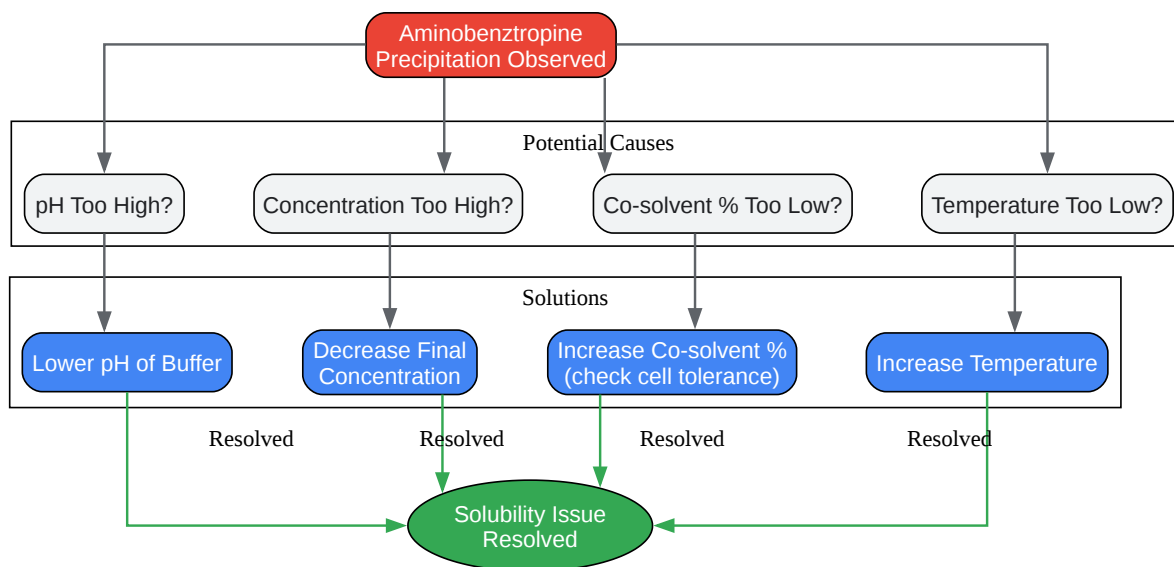 Aminobenztropine
Precipitation Observed
Potential Causes
pH Too High?
Concentration Too High?
Co-solvent % Too Low?
Temperature Too Low?
Solutions
Lower pH of Buffer
Decrease Final
Concentration
Increase Co-solvent %
(check cell tolerance)
Increase Temperature
Resolved
Resolved
Resolved
Resolved
Solubility Issue
Resolved